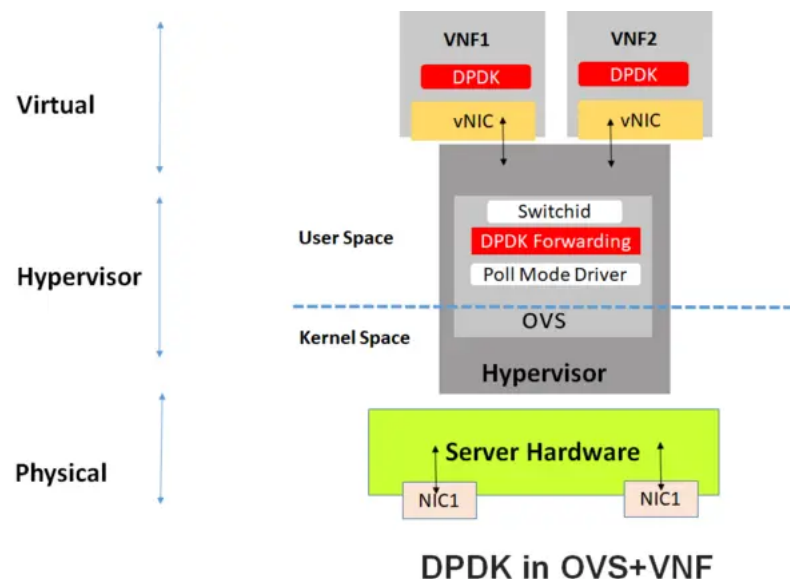 VNF1
VNF2
DPDK
DPDK
Virtual
vNIC
vNIC
Switchid
User Space
DPDK Forwarding
Hypervisor
Poll Mode Driver
OVS
Kernel Space
Hypervisor
Server Hardware
Physical
NIC1
NIC1
DPDK in OVS+VNF